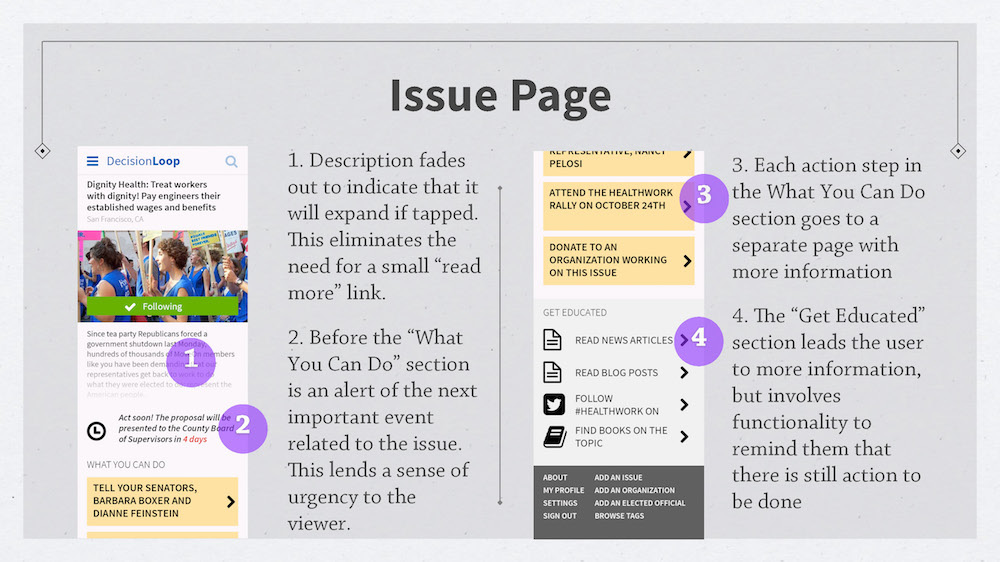 Issue Page
DecisionLoop
Dignity Health: Treat workers
with dignity! Pay engineers their
established wages and benefits
San Francisco, CA
Following
Since tea party Republicans forced a
government shutdown last Monday,
hundreds of thousands of MoveOn members
like you have been demanding that our
representatives get back to work to do
what they were elected to do: represent the
American people.
1
Act soon! The proposal will be
presented to the County Board
of Supervisors in 4 days
2
WHAT YOU CAN DO
TELL YOUR SENATORS,
BARBARA BOXER AND
DIANNE FEINSTEIN
1. Description fades
out to indicate that it
will expand if tapped.
This eliminates the
need for a small “read
more” link.
2. Before the “What
You Can Do” section
is an alert of the next
important event
related to the issue.
This lends a sense of
urgency to the
viewer.
REPRESENTATIVE, NANCY
PELOSI
ATTEND THE HEALTHWORK
RALLY ON OCTOBER 24TH
3
DONATE TO AN
ORGANIZATION WORKING
ON THIS ISSUE
GET EDUCATED
READ NEWS ARTICLES
4
READ BLOG POSTS
FOLLOW
#HEALTHWORK ON
FIND BOOKS ON THE
TOPIC
ABOUT ADD AN ISSUE
MY PROFILE ADD AN ORGANIZATION
SETTINGS ADD AN ELECTED OFFICIAL
SIGN OUT BROWSE TAGS
3. Each action step in
the What You Can Do
section goes to a
separate page with
more information
4. The “Get Educated”
section leads the user
to more information,
but involves
functionality to
remind them that
there is still action to
be done